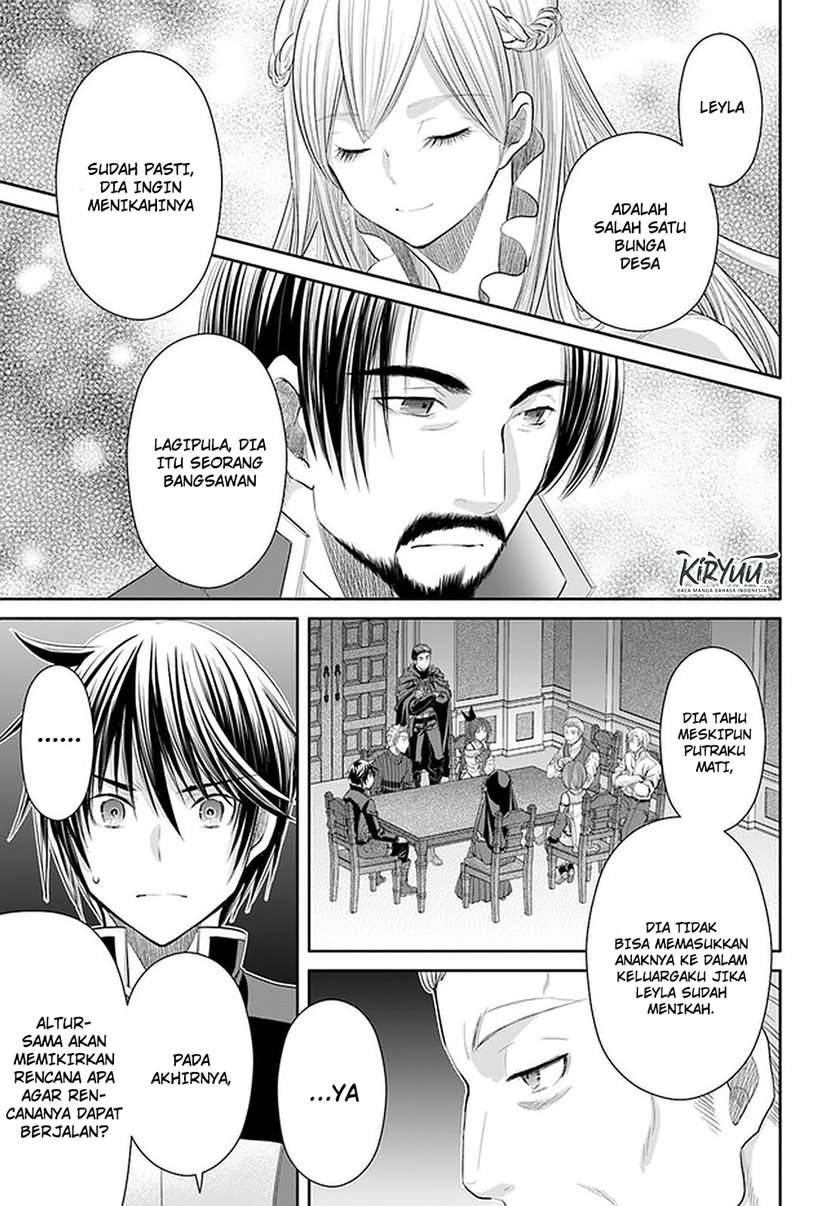 LEYLA
ADALAH
SALAH SATU
BUNGA
DESA
SUDAH PASTI,
DIA INGIN
MENIKAHINYA
LAGIPULA, DIA
ITU SEORANG
BANGSAWAN
KIRYUU.CO
BACA MANGA BAHASA INDONESIA
DIA TAHU
MESKIPUN
PUTRAKU
MATI,
DIA TIDAK
BISA MEMASUKKAN
ANAKNYA KE DALAM
KELUARGAKU JIKA
LEYLA SUDAH
MENIKAH.
......
...YA
PADA
AKHIRNYA,
ALTUR-
SAMA AKAN
MEMIKIRKAN
RENCANA APA
AGAR REN-
CANANYA DAPAT
BERJALAN?